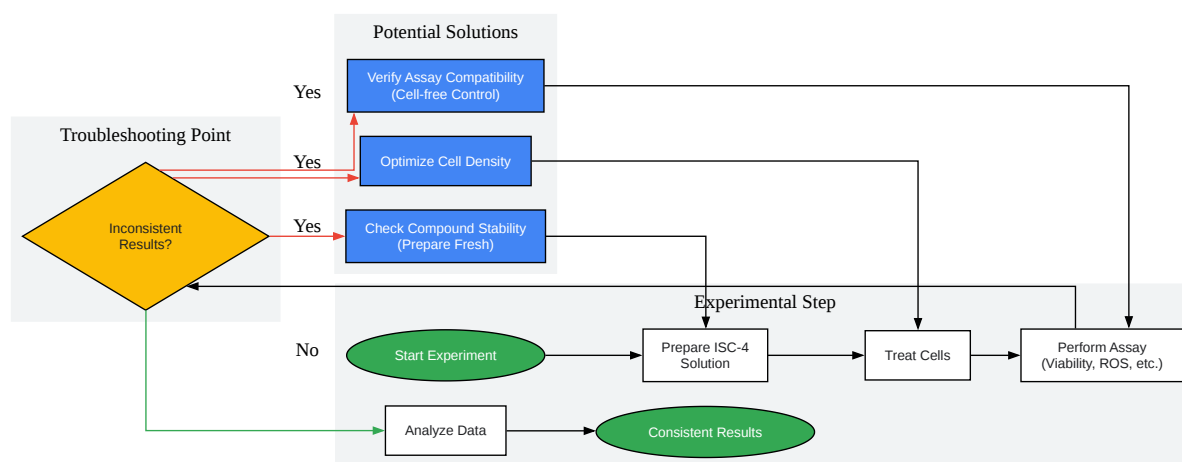 Potential Solutions
Yes
Verify Assay Compatibility
(Cell-free Control)
Troubleshooting Point
Yes
Optimize Cell Density
Inconsistent
Results?
Yes
Check Compound Stability
(Prepare Fresh)
Experimental Step
No
Start Experiment
Prepare ISC-4
Solution
Treat Cells
Perform Assay
(Viability, ROS, etc.)
Analyze Data
Consistent Results